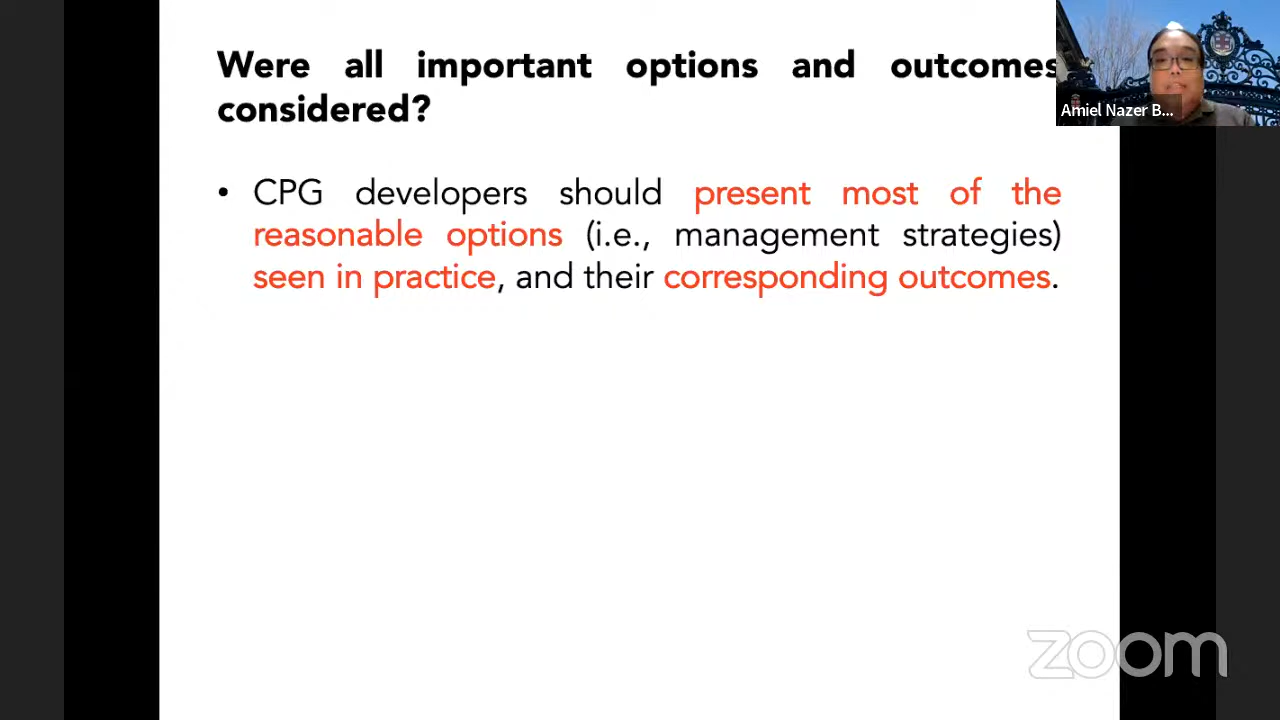 Were all important options and outcomes
considered?
• CPG developers should present most of the
reasonable options (i.e., management strategies)
seen in practice, and their corresponding outcomes.
Amiel Nazer B...
zoom